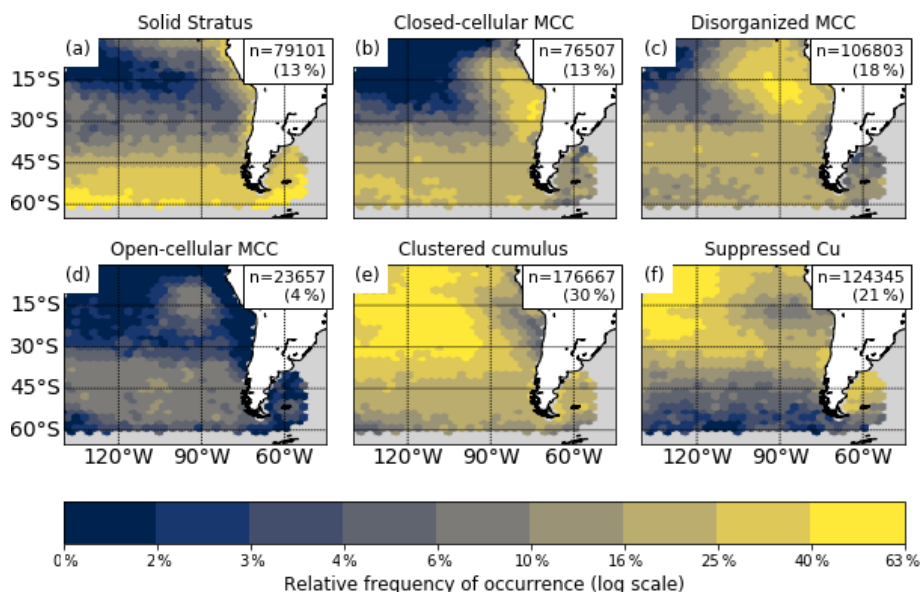 Solid Stratus
Closed-cellular MCC
Disorganized MCC
(a)
n=79101
(13 %)
(b)
n=76507
(13 %)
(c)
n=106803
(18 %)
15°S
30°S
45°S
60°S
Open-cellular MCC
Clustered cumulus
Suppressed Cu
(d)
n=23657
(4 %)
(e)
n=176667
(30 %)
(f)
n=124345
(21 %)
15°S
30°S
45°S
60°S
120°W 90°W 60°W
120°W 90°W 60°W
120°W 90°W 60°W
0 % 2 % 3 % 4 % 6 % 10 % 16 % 25 % 40 % 63 %
Relative frequency of occurrence (log scale)